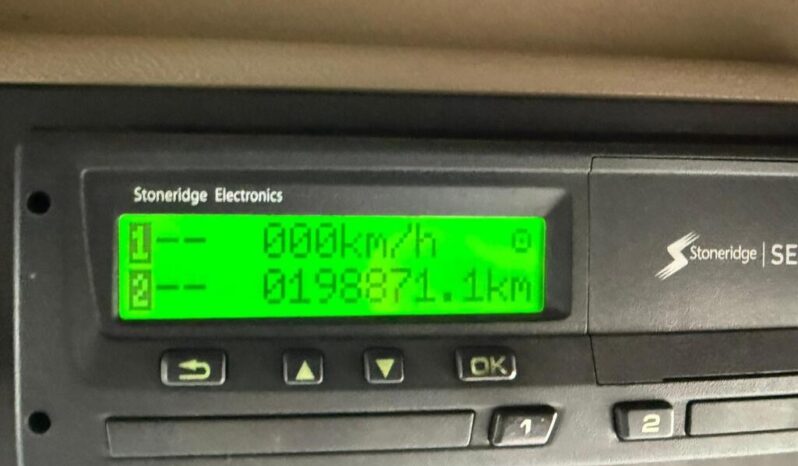 Stoneridge Electronics
1-- 000km/h
2-- 0198871.1km
Stoneridge | SE
OK
1
2